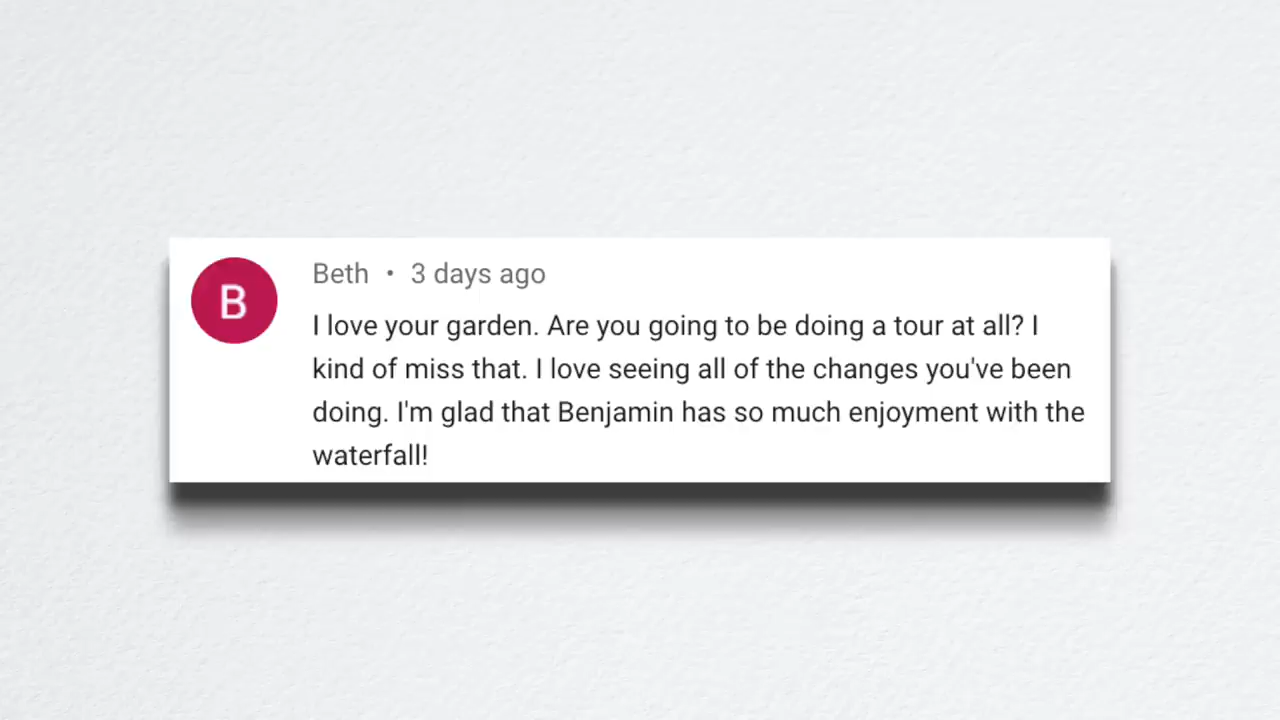 B
Beth • 3 days ago
I love your garden. Are you going to be doing a tour at all? I
kind of miss that. I love seeing all of the changes you've been
doing. I'm glad that Benjamin has so much enjoyment with the
waterfall!